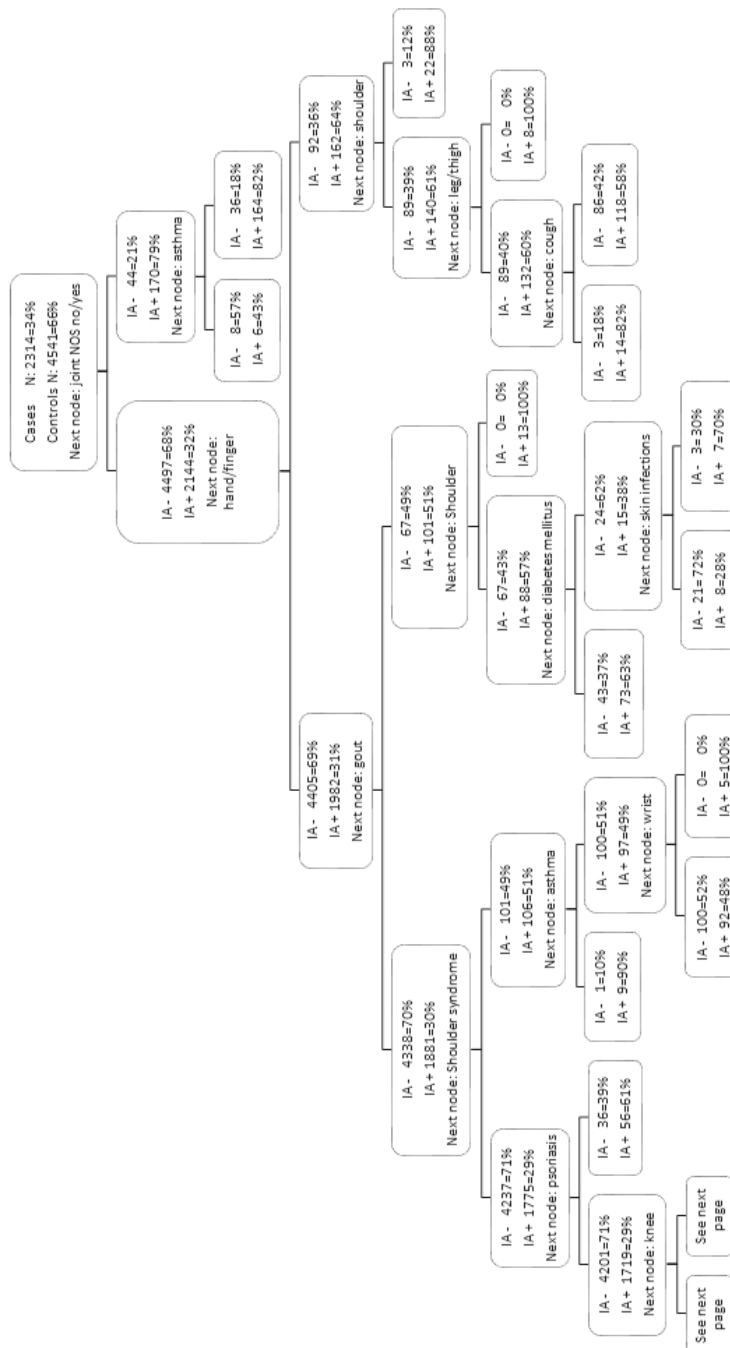 Cases N: 2314=34%
Controls N: 4541=66%
Next node: joint NOS no/yes
IA - 4497=68%
IA + 2144=32%
Next node:
hand/finger
IA - 44=21%
IA + 170=79%
Next node: asthma
IA - 8=57%
IA + 6=43%
IA - 36=18%
IA + 164=82%
IA - 4405=69%
IA + 1982=31%
Next node: gout
IA - 92=36%
IA + 162=64%
Next node: shoulder
IA - 4338=70%
IA + 1881=30%
Next node: Shoulder syndrome
IA - 67=49%
IA + 101=51%
Next node: Shoulder
IA - 89=39%
IA + 140=61%
Next node: leg/thigh
IA - 3=12%
IA + 22=88%
IA - 4237=71%
IA + 1775=29%
Next node: psoriasis
IA - 101=49%
IA + 106=51%
Next node: asthma
IA - 67=43%
IA + 88=57%
Next node: diabetes mellitus
IA - 0= 0%
IA + 13=100%
IA - 89=40%
IA + 132=60%
Next node: cough
IA - 0= 0%
IA + 8=100%
IA - 4201=71%
IA + 1719=29%
Next node: knee
IA - 36=39%
IA + 56=61%
IA - 1=10%
IA + 9=90%
IA - 100=51%
IA + 97=49%
Next node: wrist
IA - 43=37%
IA + 73=63%
IA - 24=62%
IA + 15=38%
Next node: skin infections
IA - 3=18%
IA + 14=82%
IA - 86=42%
IA + 118=58%
See next
page
See next
page
IA - 100=52%
IA + 92=48%
IA - 0= 0%
IA + 5=100%
IA - 21=72%
IA + 8=28%
IA - 3=30%
IA + 7=70%